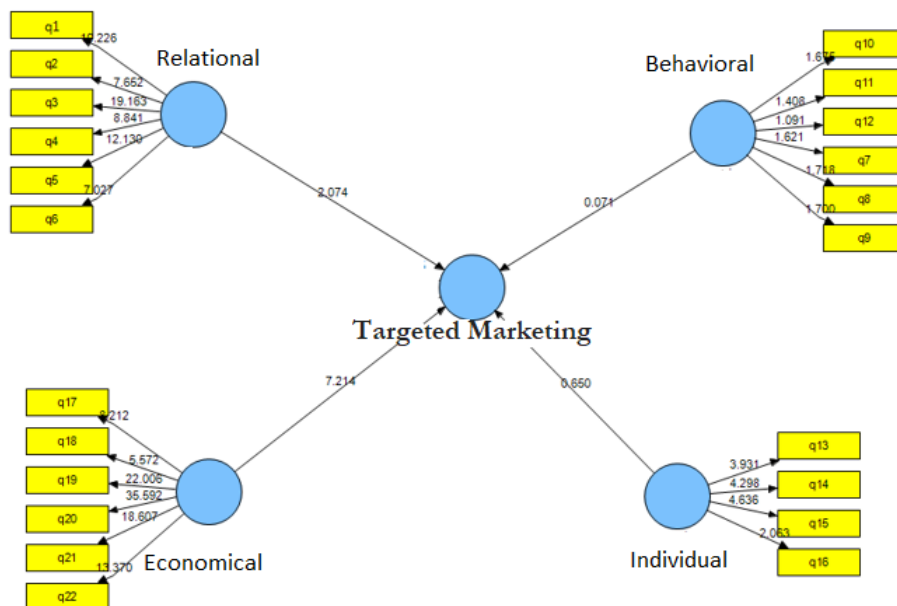 q1
10.226
Relational
q2
7.652
q3
19.163
q4
8.841
q5
12.130
q6
7.027
Behavioral
q10
1.675
q11
1.408
q12
1.091
q7
1.621
q8
1.718
q9
1.700
2.074
0.071
Targeted Marketing
7.214
0.650
q17
8.212
q18
5.572
q19
22.006
q20
35.592
q21
18.607
q22
13.370
Economical
q13
3.931
q14
4.298
q15
4.636
q16
2.063
Individual